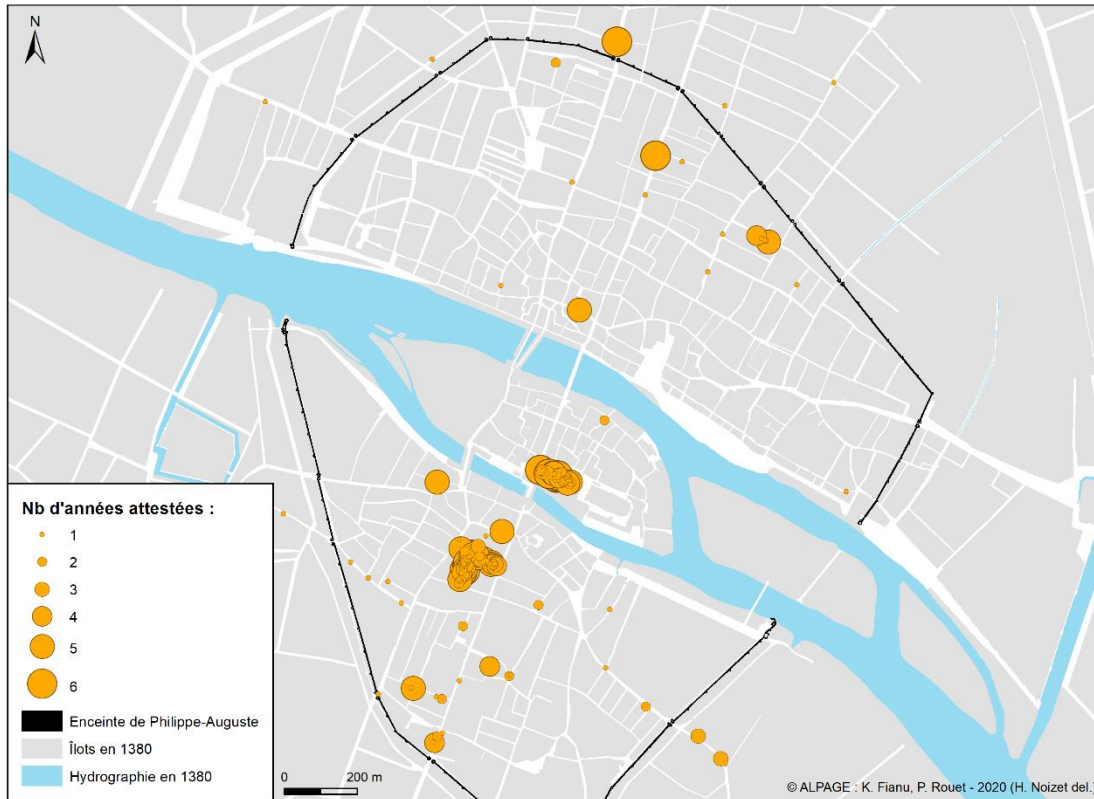 N
Nb d'années attestées :
1
2
3
4
5
6
Enceinte de Philippe-Auguste
Îlots en 1380
Hydrographie en 1380
0 200 m
© ALPAGE : K. Fianu, P. Rouet - 2020 (H. Noizet del.)